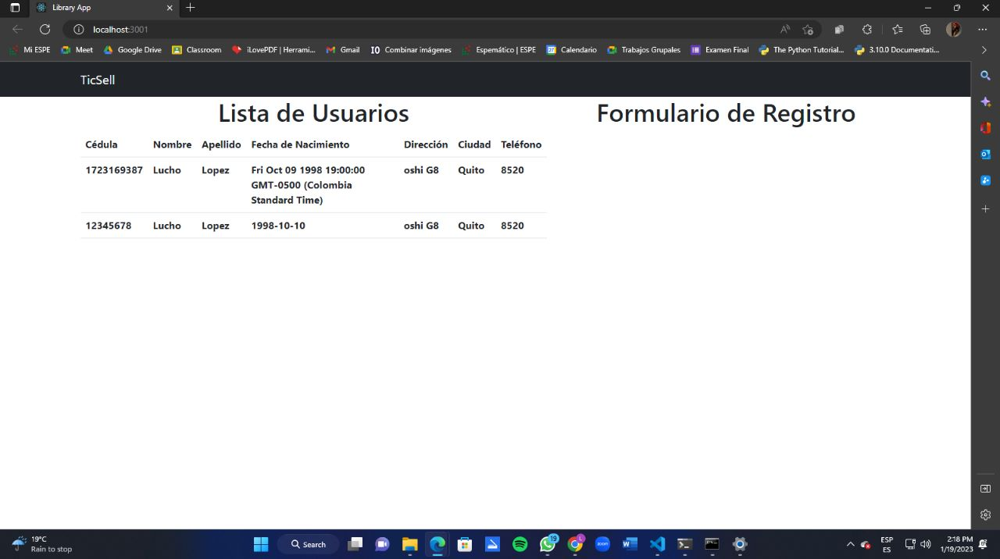 Library App
localhost:3001
Mi ESPE Meet Google Drive Classroom iLovePDF | Herrami... Gmail IO Combinar imágenes Espemático | ESPE Calendario Trabajos Grupales Examen Final The Python Tutorial... 3.10.0 Documentati...
TicSell
Lista de Usuarios
Cédula Nombre Apellido Fecha de Nacimiento Dirección Ciudad Teléfono
1723169387 Lucho Lopez Fri Oct 09 1998 19:00:00 oshi G8 Quito 8520
GMT-0500 (Colombia
Standard Time)
12345678 Lucho Lopez 1998-10-10 oshi G8 Quito 8520
Formulario de Registro
19°C
Rain to stop
Search
19
L
zoom
ESP
ES
2:18 PM
1/19/2023